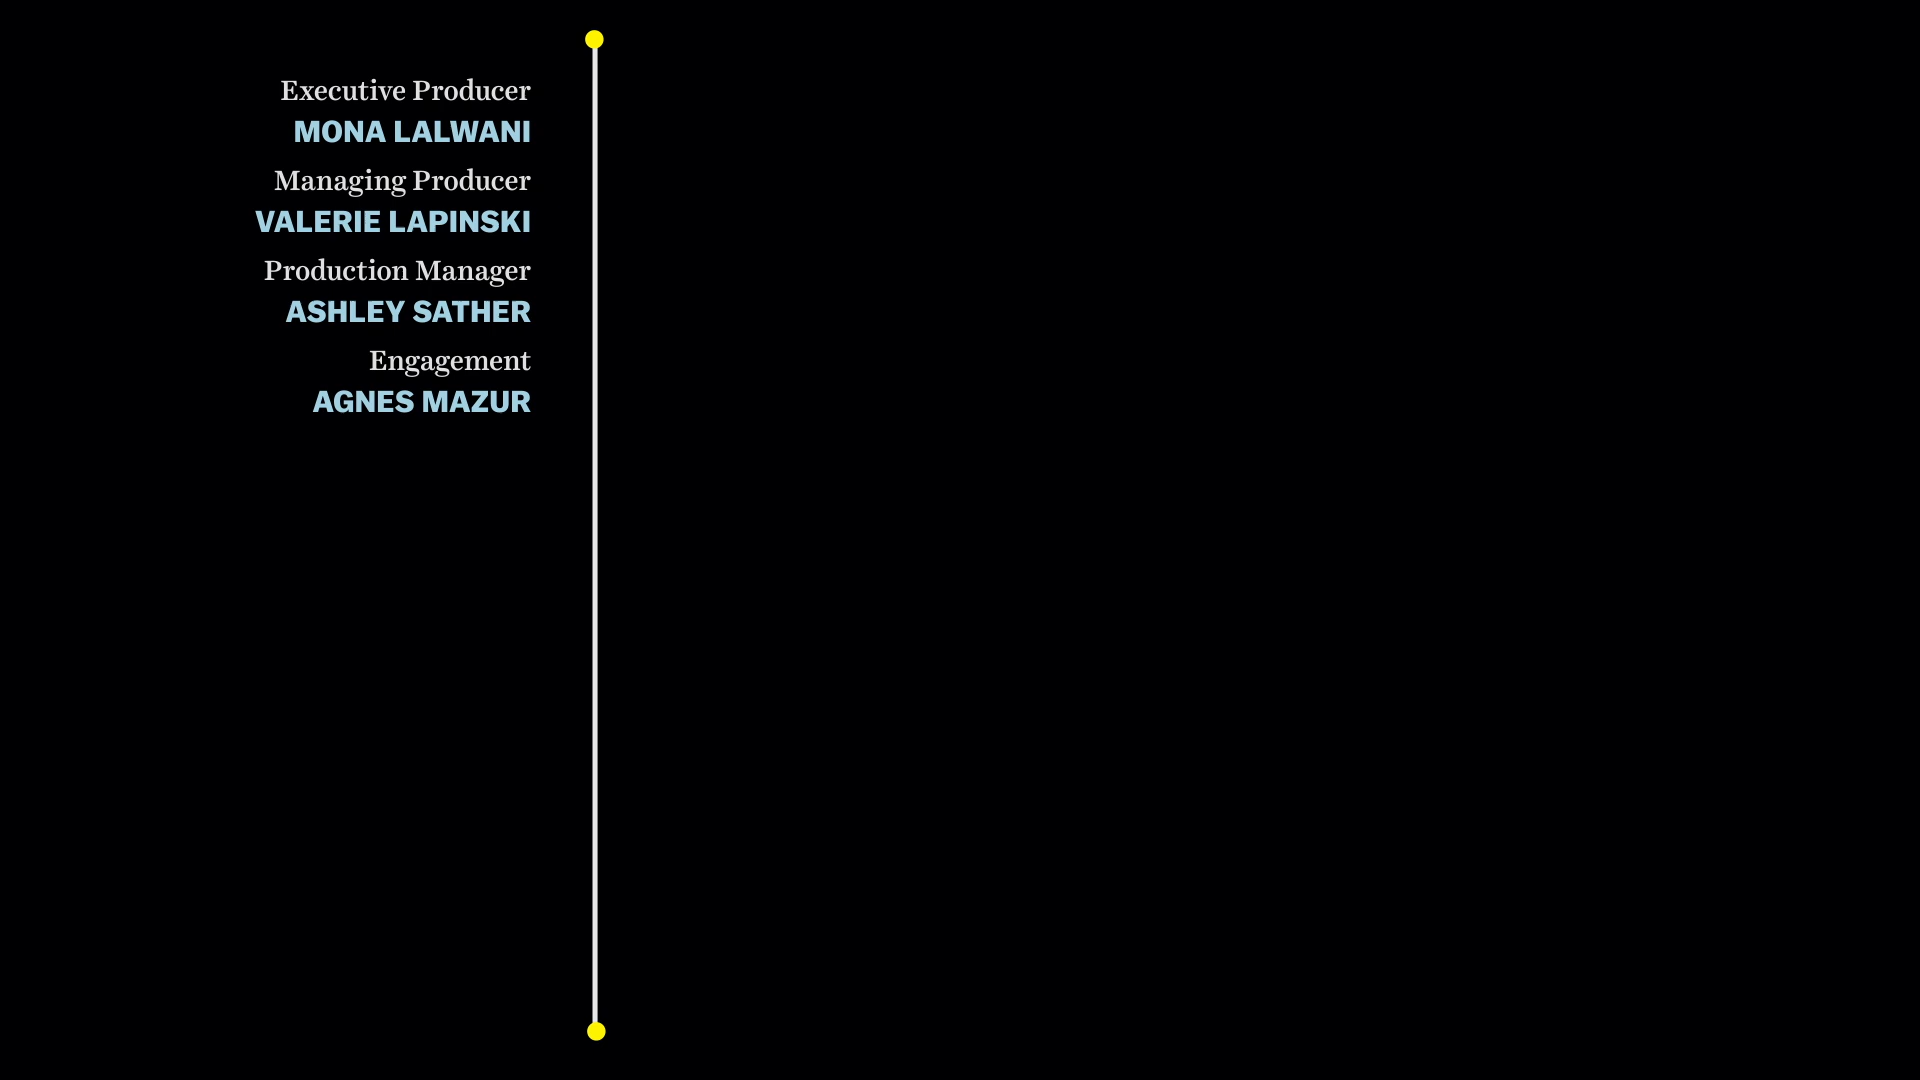 Executive Producer
MONA LALWANI
Managing Producer
VALERIE LAPINSKI
Production Manager
ASHLEY SATHER
Engagement
AGNES MAZUR